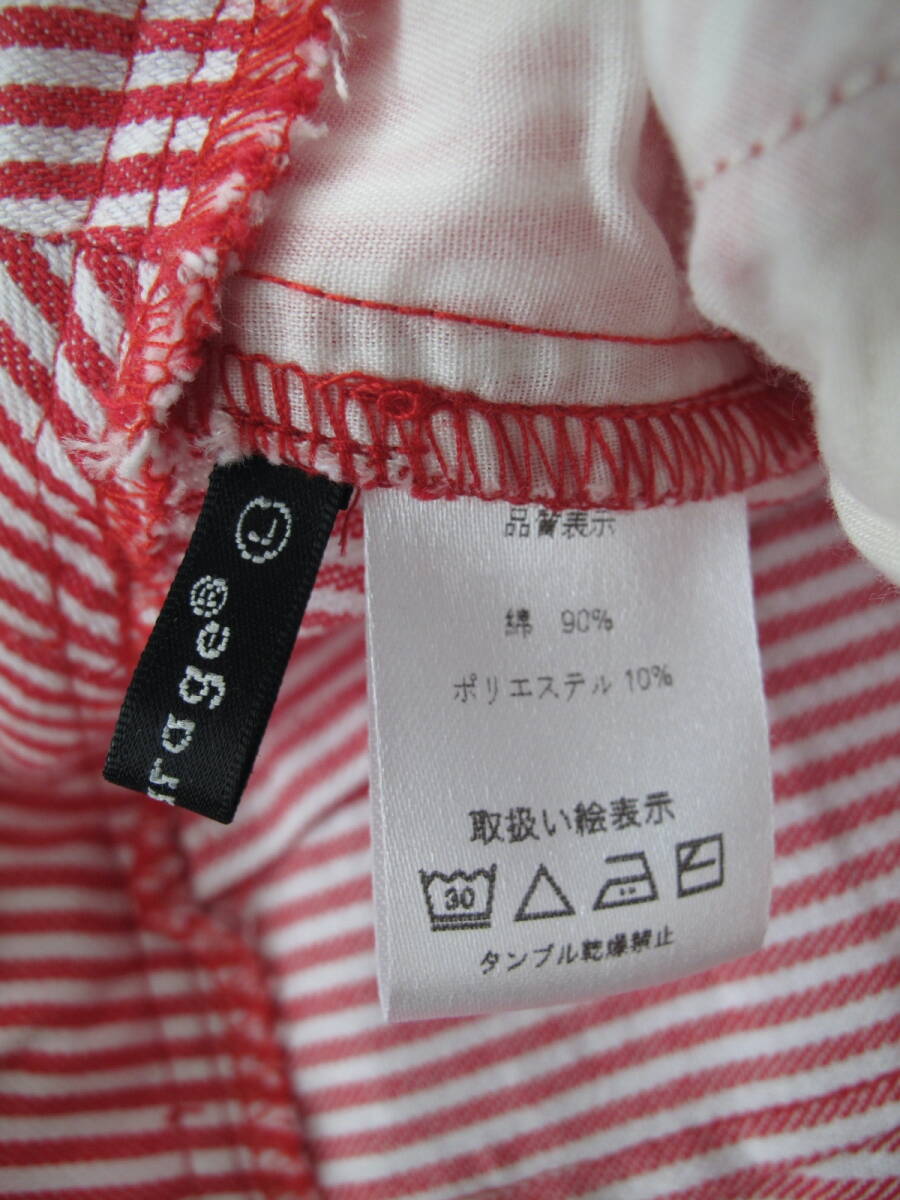 品質表示
綿 90%
ポリエステル 10%
取扱い絵表示
30
タンブル乾燥禁止
age® L